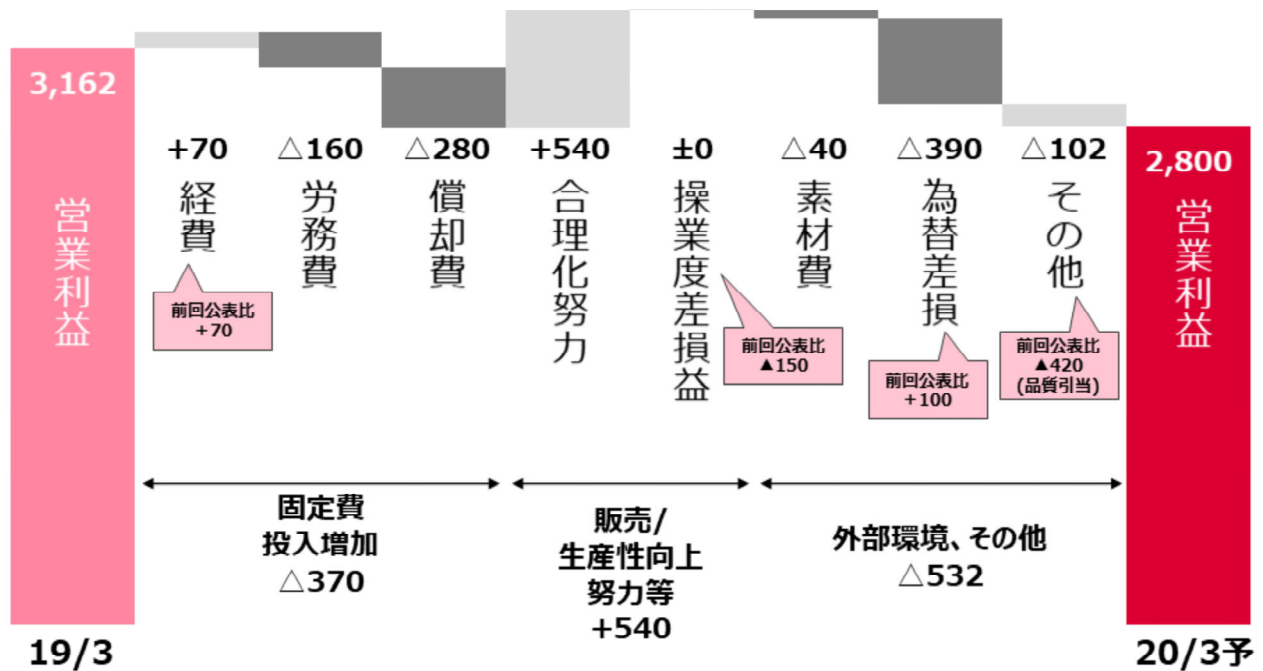 3,162
営業利益
19/3
+70
経費
前回公表比
+70
△160
労務費
△280
償却費
固定費
投入増加
△370
+540
合理化努力
±0
操業度差損益
前回公表比
▲150
販売/
生産性向上
努力等
+540
△40
素材費
△390
為替差損
前回公表比
+100
△102
その他
前回公表比
▲420
(品質引当)
外部環境、その他
△532
2,800
営業利益
20/3予